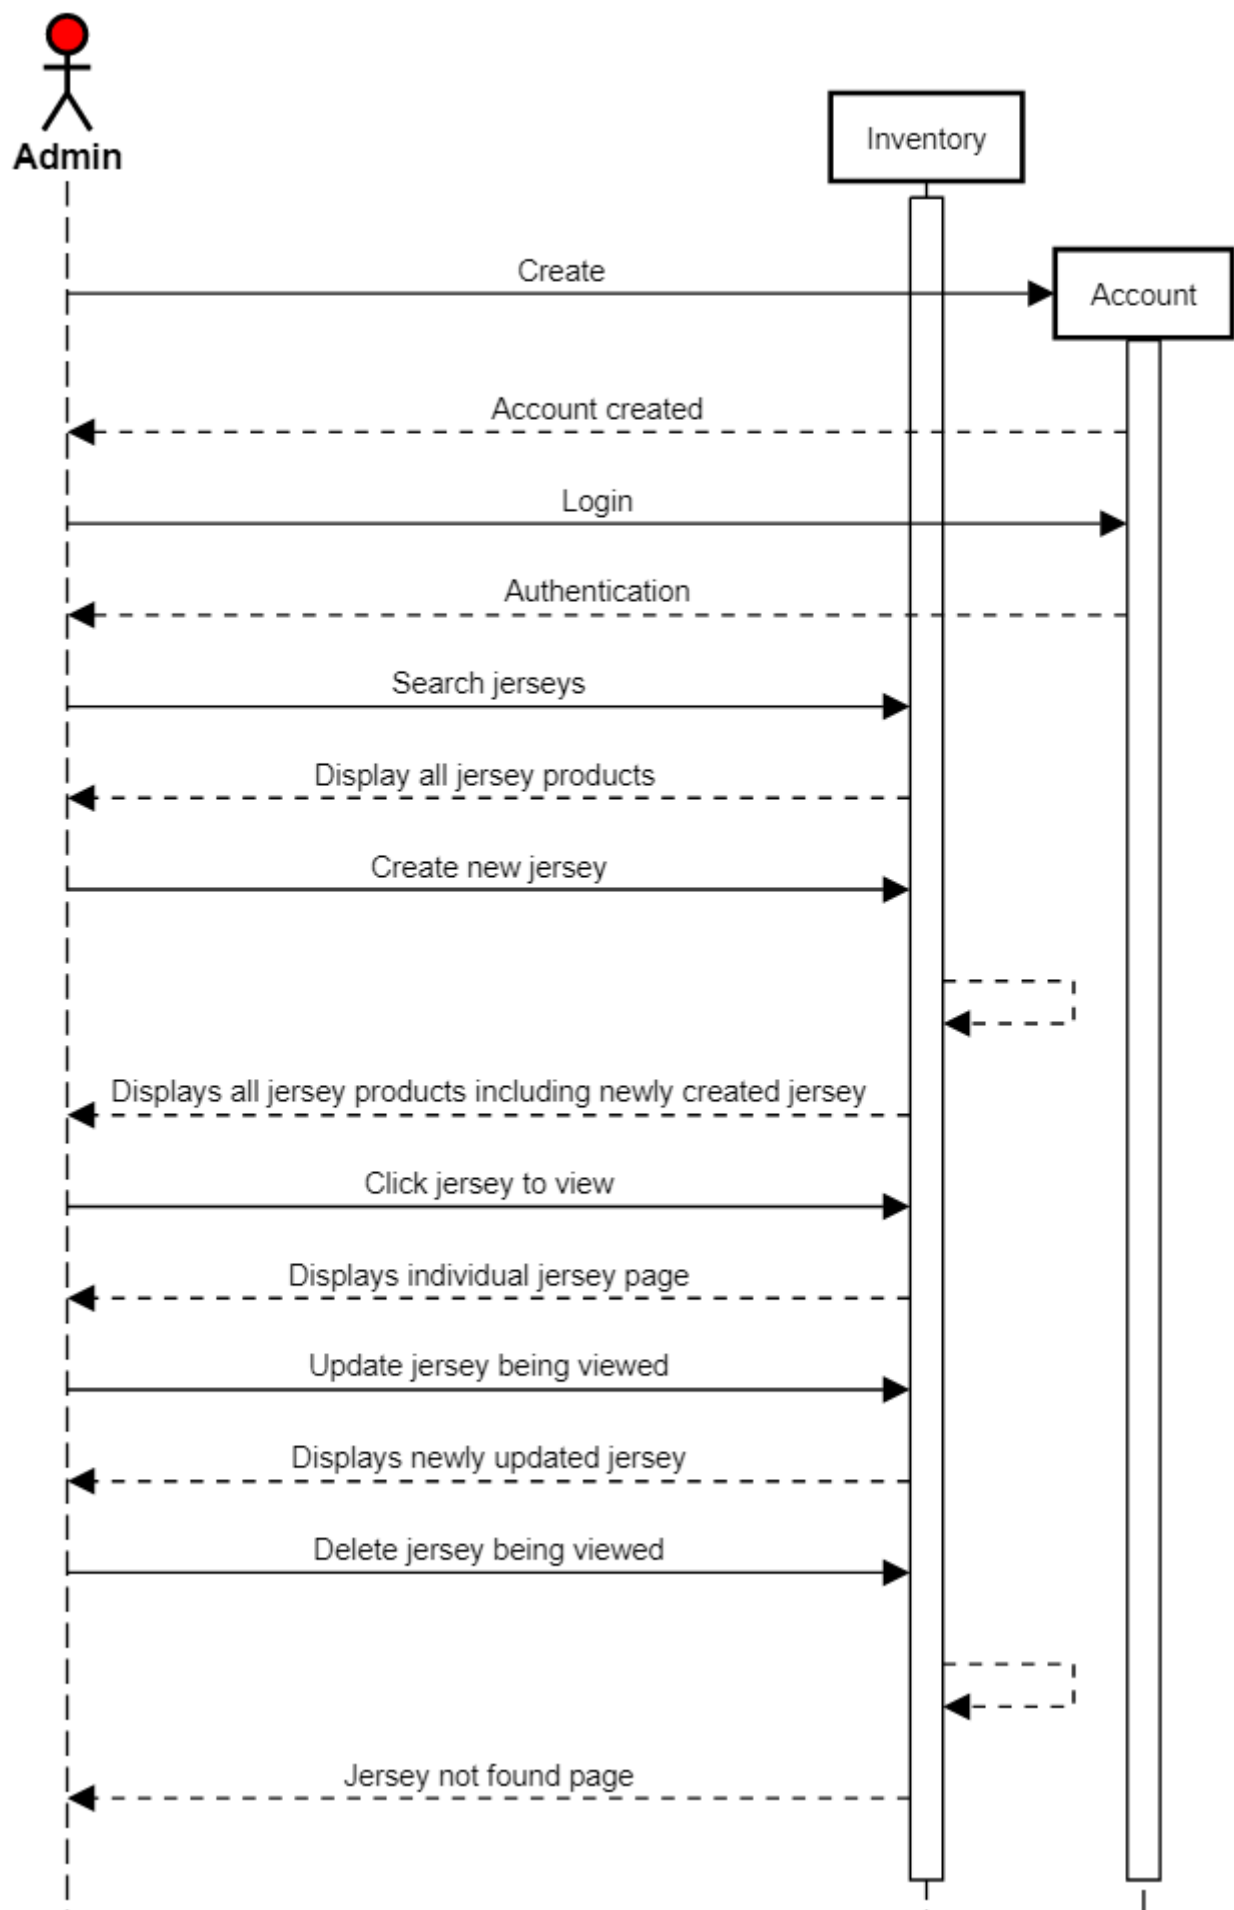 Admin
Inventory
Create
Account
Account created
Login
Authentication
Search jerseys
Display all jersey products
Create new jersey
Displays all jersey products including newly created jersey
Click jersey to view
Displays individual jersey page
Update jersey being viewed
Displays newly updated jersey
Delete jersey being viewed
Jersey not found page